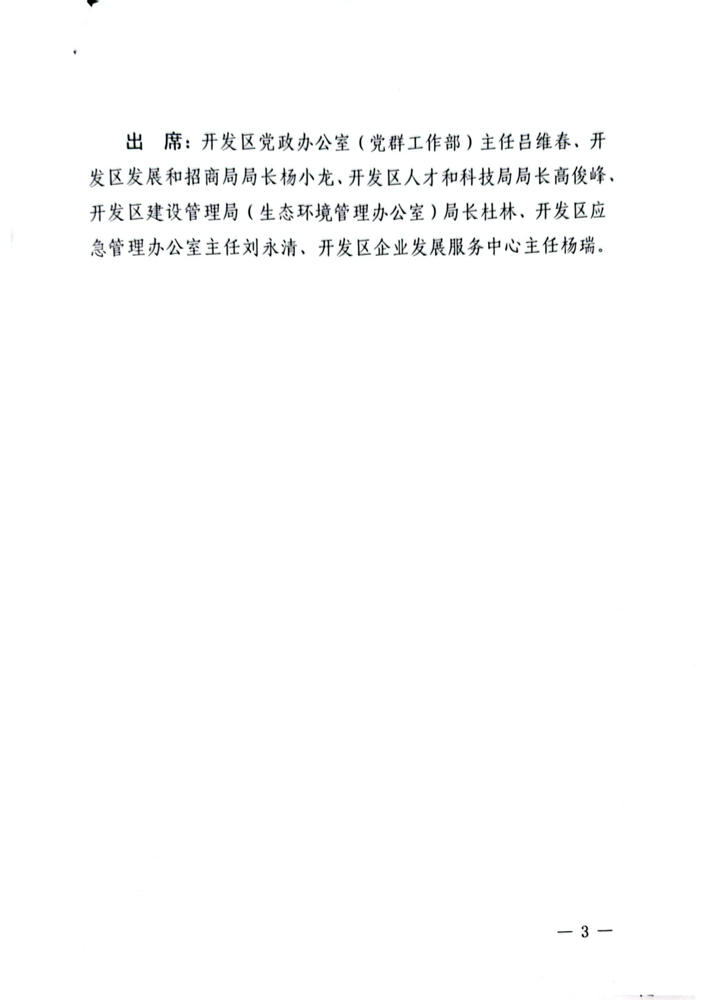 出　席：开发区党政办公室（党群工作部）主任吕维春、开
发区发展和招商局局长杨小龙、开发区人才和科技局局长高俊峰、
开发区建设管理局（生态环境管理办公室）局长杜林、开发区应
急管理办公室主任刘永清、开发区企业发展服务中心主任杨瑞。
— 3 —